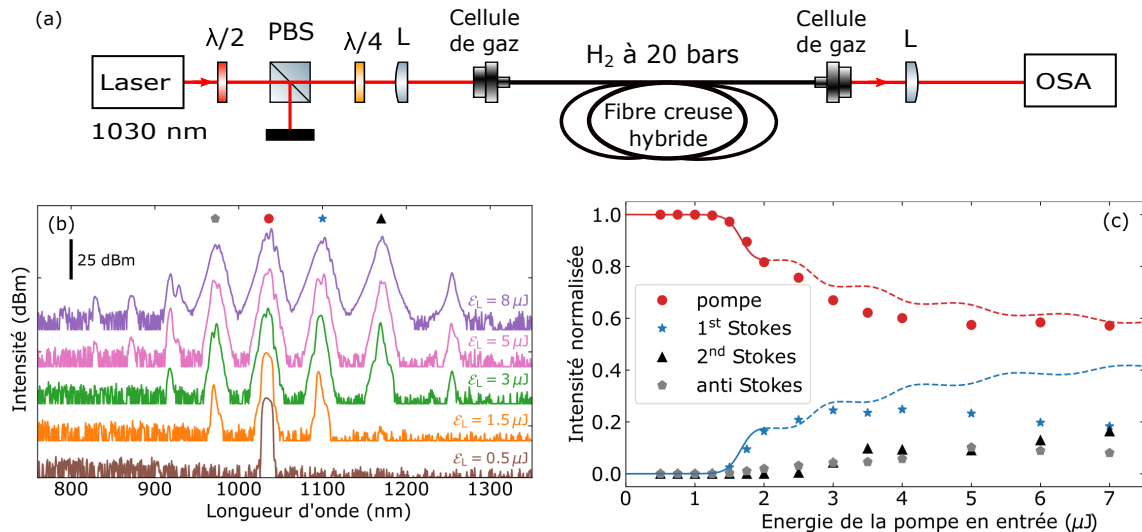 (a)
λ/2
PBS
λ/4
L
Cellule
de gaz
H₂ à 20 bars
Cellule
de gaz
L
Laser
1030 nm
Fibre creuse
hybride
OSA
(b)
25 dBm
Intensité (dBm)
ℰL = 8 μJ
ℰL = 5 μJ
ℰL = 3 μJ
ℰL = 1.5 μJ
ℰL = 0.5 μJ
800 900 1000 1100 1200 1300
Longueur d'onde (nm)
(c)
Intensité normalisée
1.0
0.8
0.6
0.4
0.2
0.0
pompe
1st Stokes
2nd Stokes
anti Stokes
0 1 2 3 4 5 6 7
Energie de la pompe en entrée (μJ)